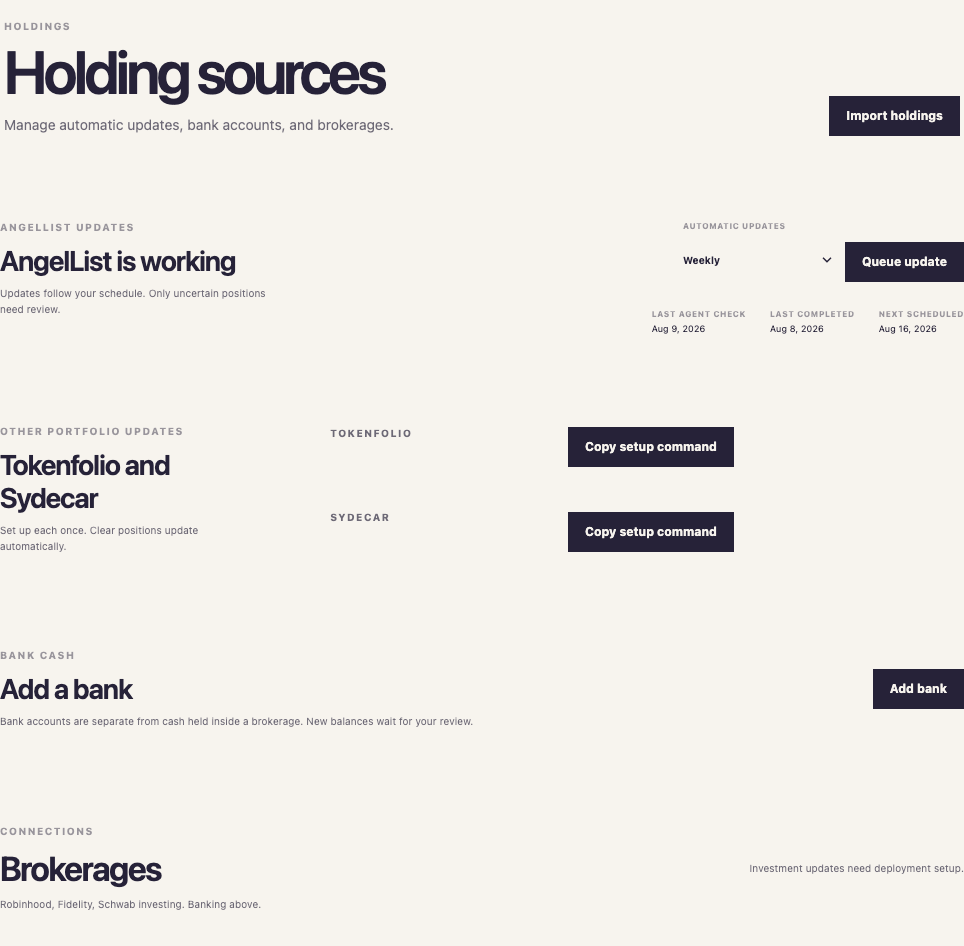 HOLDINGS
Holding sources
Manage automatic updates, bank accounts, and brokerages.
Import holdings
ANGELLIST UPDATES
AngelList is working
Updates follow your schedule. Only uncertain positions
need review.
AUTOMATIC UPDATES
Weekly
Queue update
LAST AGENT CHECK
Aug 9, 2026
LAST COMPLETED
Aug 8, 2026
NEXT SCHEDULED
Aug 16, 2026
OTHER PORTFOLIO UPDATES
Tokenfolio and
Sydecar
Set up each once. Clear positions update
automatically.
TOKENFOLIO
Copy setup command
SYDECAR
Copy setup command
BANK CASH
Add a bank
Bank accounts are separate from cash held inside a brokerage. New balances wait for your review.
Add bank
CONNECTIONS
Brokerages
Robinhood, Fidelity, Schwab investing. Banking above.
Investment updates need deployment setup.